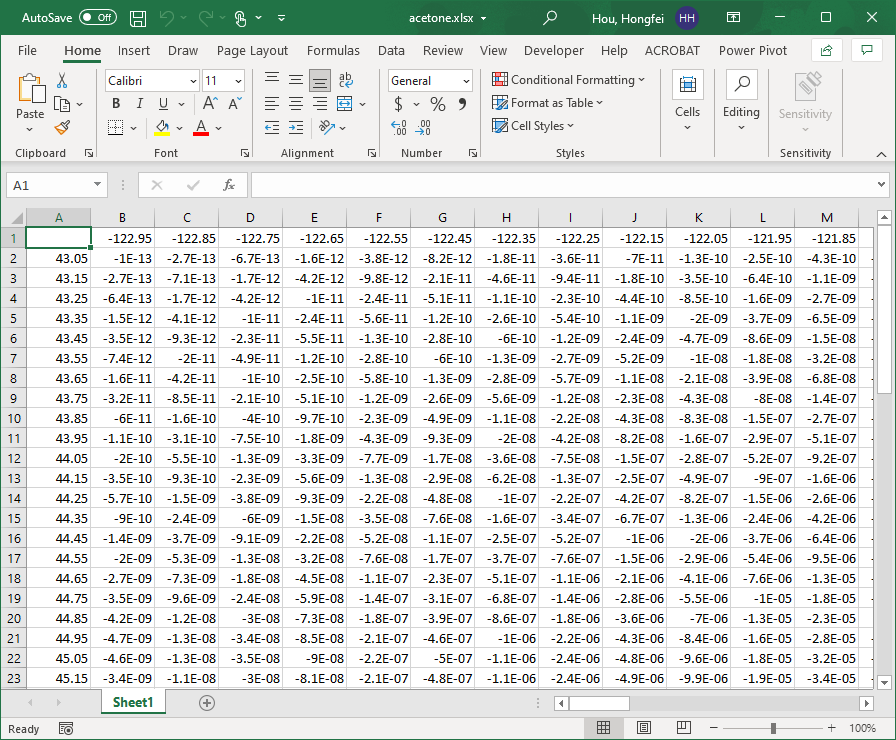 AutoSave Off acetone.xlsx Hou, Hongfei HH
File Home Insert Draw Page Layout Formulas Data Review View Developer Help ACROBAT Power Pivot
Calibri 11 General Conditional Formatting
Paste B I U A A $ % 9 Format as Table Cells Editing Sensitivity
A Cell Styles
Clipboard Font Alignment Number Styles Sensitivity
A1 fx
A B C D E F G H I J K L M
1 -122.95 -122.85 -122.75 -122.65 -122.55 -122.45 -122.35 -122.25 -122.15 -122.05 -121.95 -121.85
2 43.05 -1E-13 -2.7E-13 -6.7E-13 -1.6E-12 -3.8E-12 -8.2E-12 -1.8E-11 -3.6E-11 -7E-11 -1.3E-10 -2.5E-10 -4.3E-10
3 43.15 -2.7E-13 -7.1E-13 -1.7E-12 -4.2E-12 -9.8E-12 -2.1E-11 -4.6E-11 -9.4E-11 -1.8E-10 -3.5E-10 -6.4E-10 -1.1E-09
4 43.25 -6.4E-13 -1.7E-12 -4.2E-12 -1E-11 -2.4E-11 -5.1E-11 -1.1E-10 -2.3E-10 -4.4E-10 -8.5E-10 -1.6E-09 -2.7E-09
5 43.35 -1.5E-12 -4.1E-12 -1E-11 -2.4E-11 -5.6E-11 -1.2E-10 -2.6E-10 -5.4E-10 -1.1E-09 -2E-09 -3.7E-09 -6.5E-09
6 43.45 -3.5E-12 -9.3E-12 -2.3E-11 -5.5E-11 -1.3E-10 -2.8E-10 -6E-10 -1.2E-09 -2.4E-09 -4.7E-09 -8.6E-09 -1.5E-08
7 43.55 -7.4E-12 -2E-11 -4.9E-11 -1.2E-10 -2.8E-10 -6E-10 -1.3E-09 -2.7E-09 -5.2E-09 -1E-08 -1.8E-08 -3.2E-08
8 43.65 -1.6E-11 -4.2E-11 -1E-10 -2.5E-10 -5.8E-10 -1.3E-09 -2.8E-09 -5.7E-09 -1.1E-08 -2.1E-08 -3.9E-08 -6.8E-08
9 43.75 -3.2E-11 -8.5E-11 -2.1E-10 -5.1E-10 -1.2E-09 -2.6E-09 -5.6E-09 -1.2E-08 -2.3E-08 -4.3E-08 -8E-08 -1.4E-07
10 43.85 -6E-11 -1.6E-10 -4E-10 -9.7E-10 -2.3E-09 -4.9E-09 -1.1E-08 -2.2E-08 -4.3E-08 -8.3E-08 -1.5E-07 -2.7E-07
11 43.95 -1.1E-10 -3.1E-10 -7.5E-10 -1.8E-09 -4.3E-09 -9.3E-09 -2E-08 -4.2E-08 -8.2E-08 -1.6E-07 -2.9E-07 -5.1E-07
12 44.05 -2E-10 -5.5E-10 -1.3E-09 -3.3E-09 -7.7E-09 -1.7E-08 -3.6E-08 -7.5E-08 -1.5E-07 -2.8E-07 -5.2E-07 -9.2E-07
13 44.15 -3.5E-10 -9.3E-10 -2.3E-09 -5.6E-09 -1.3E-08 -2.9E-08 -6.2E-08 -1.3E-07 -2.5E-07 -4.9E-07 -9E-07 -1.6E-06
14 44.25 -5.7E-10 -1.5E-09 -3.8E-09 -9.3E-09 -2.2E-08 -4.8E-08 -1E-07 -2.2E-07 -4.2E-07 -8.2E-07 -1.5E-06 -2.6E-06
15 44.35 -9E-10 -2.4E-09 -6E-09 -1.5E-08 -3.5E-08 -7.6E-08 -1.6E-07 -3.4E-07 -6.7E-07 -1.3E-06 -2.4E-06 -4.2E-06
16 44.45 -1.4E-09 -3.7E-09 -9.1E-09 -2.2E-08 -5.2E-08 -1.1E-07 -2.5E-07 -5.2E-07 -1E-06 -2E-06 -3.7E-06 -6.4E-06
17 44.55 -2E-09 -5.3E-09 -1.3E-08 -3.2E-08 -7.6E-08 -1.7E-07 -3.7E-07 -7.6E-07 -1.5E-06 -2.9E-06 -5.4E-06 -9.5E-06
18 44.65 -2.7E-09 -7.3E-09 -1.8E-08 -4.5E-08 -1.1E-07 -2.3E-07 -5.1E-07 -1.1E-06 -2.1E-06 -4.1E-06 -7.6E-06 -1.3E-05
19 44.75 -3.5E-09 -9.6E-09 -2.4E-08 -5.9E-08 -1.4E-07 -3.1E-07 -6.8E-07 -1.4E-06 -2.8E-06 -5.5E-06 -1E-05 -1.8E-05
20 44.85 -4.2E-09 -1.2E-08 -3E-08 -7.3E-08 -1.8E-07 -3.9E-07 -8.6E-07 -1.8E-06 -3.6E-06 -7E-06 -1.3E-05 -2.3E-05
21 44.95 -4.7E-09 -1.3E-08 -3.4E-08 -8.5E-08 -2.1E-07 -4.6E-07 -1E-06 -2.2E-06 -4.3E-06 -8.4E-06 -1.6E-05 -2.8E-05
22 45.05 -4.6E-09 -1.3E-08 -3.5E-08 -9E-08 -2.2E-07 -5E-07 -1.1E-06 -2.4E-06 -4.8E-06 -9.6E-06 -1.8E-05 -3.2E-05
23 45.15 -3.4E-09 -1.1E-08 -3E-08 -8.1E-08 -2.1E-07 -4.8E-07 -1.1E-06 -2.4E-06 -4.9E-06 -9.9E-06 -1.9E-05 -3.4E-05
Sheet1
Ready 100%